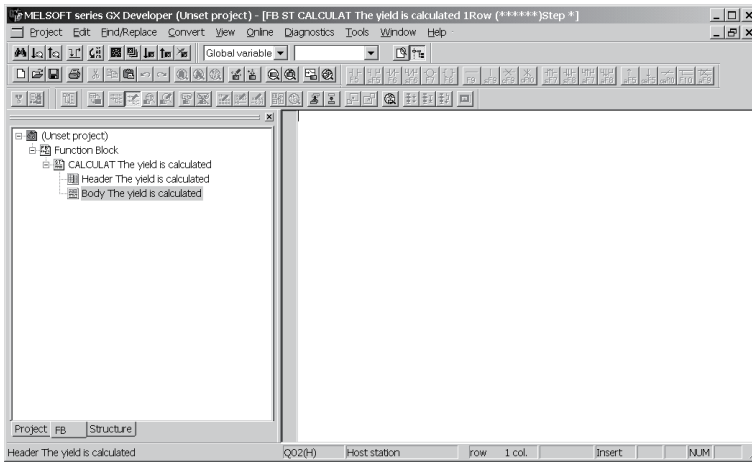 MELSOFT series GX Developer (Unset project) - [FB ST CALCULAT The yield is calculated 1Row (******)Step *]
Project Edit Find/Replace Convert View Online Diagnostics Tools Window Help
Global variable
(Unset project)
Function Block
CALCULAT The yield is calculated
Header The yield is calculated
Body The yield is calculated
Project FB Structure
Header The yield is calculated Q02(H) Host station row 1 col. Insert NUM